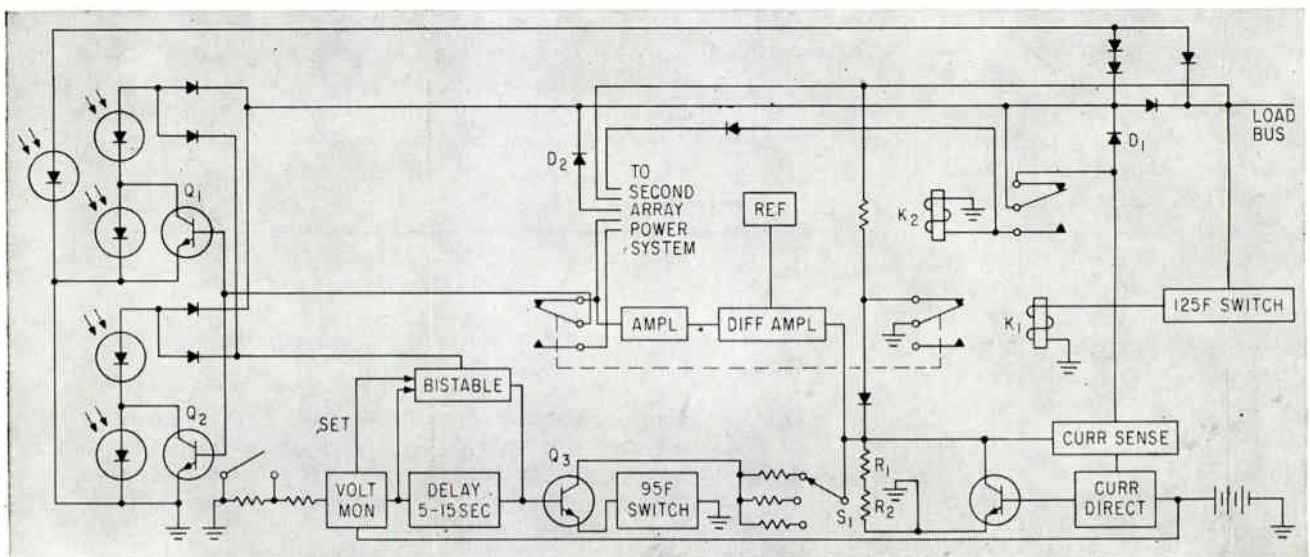 LOAD
BUS
D1
D2
TO
SECOND
ARRAY
POWER
SYSTEM
REF
Q1
K2
AMPL
DIFF AMPL
K1
125F SWITCH
BISTABLE
SET
Q2
CURR SENSE
VOLT
MON
DELAY
5-15SEC
Q3
95F
SWITCH
S1
R1
R2
CURR
DIRECT